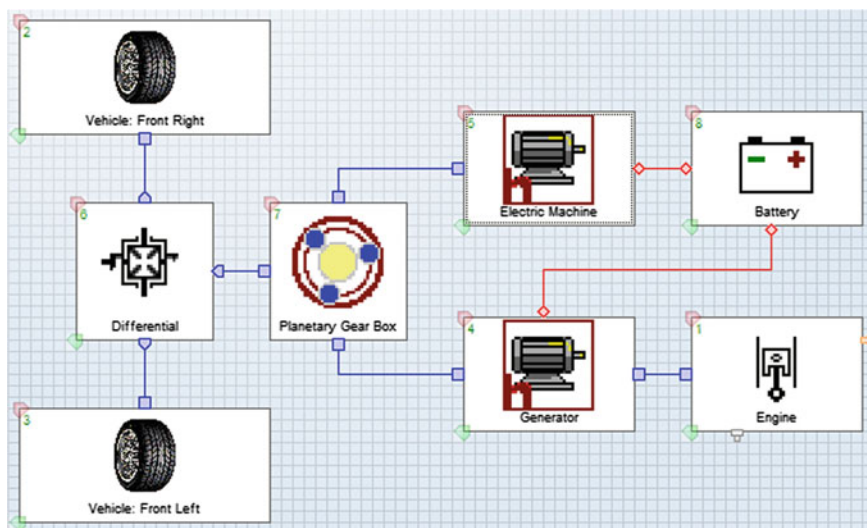 2
Vehicle: Front Right
5
Electric Machine
8
Battery
6
Differential
7
Planetary Gear Box
4
Generator
1
Engine
3
Vehicle: Front Left